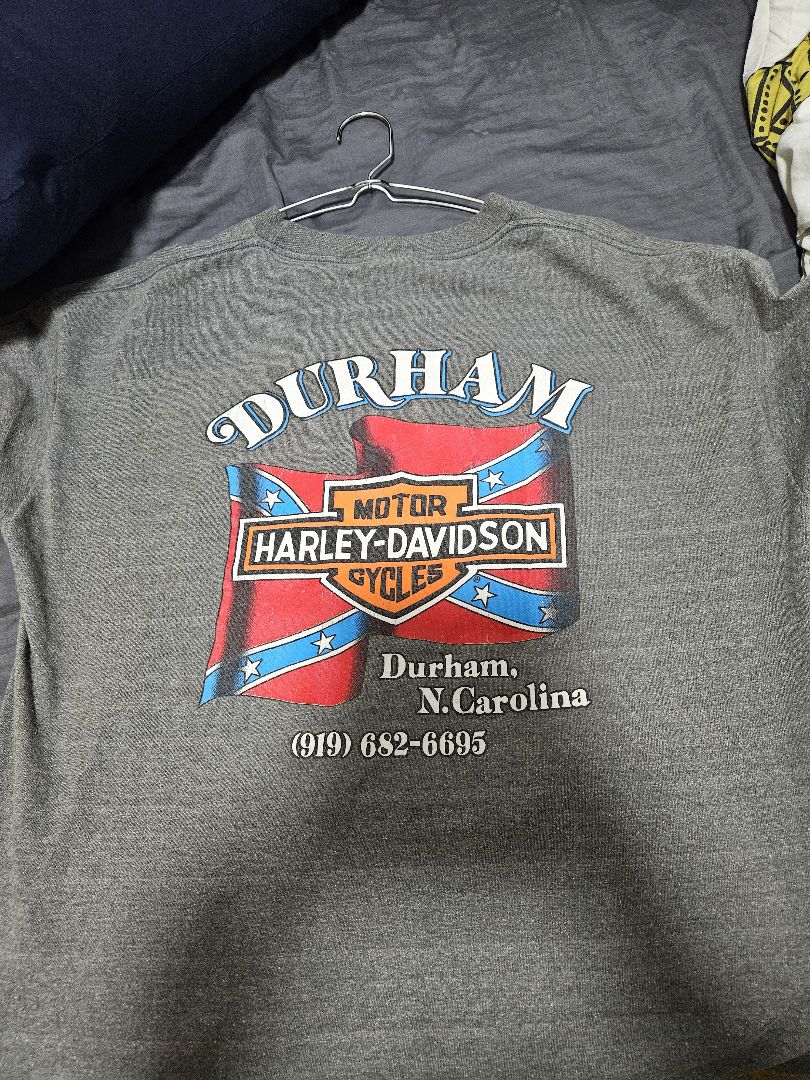 DURHAM
MOTOR
HARLEY-DAVIDSON
CYCLES
Durham,
N.Carolina
(919) 682-6695